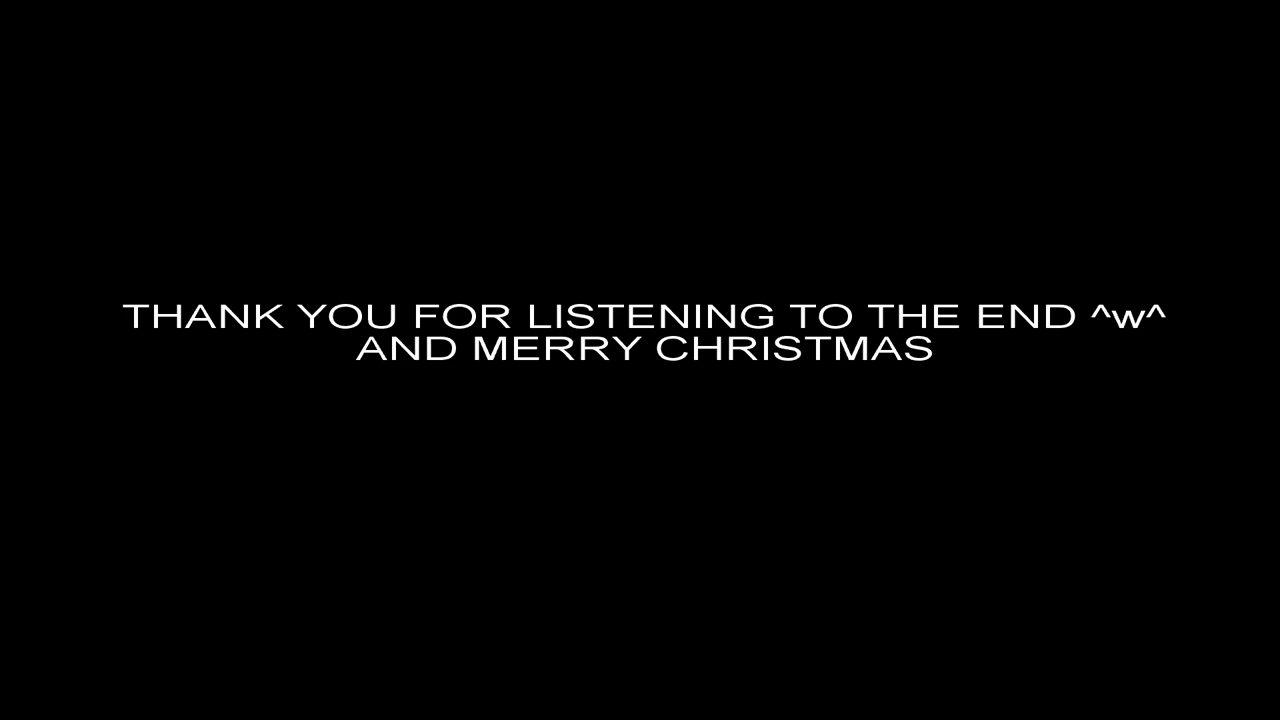 THANK YOU FOR LISTENING TO THE END ^w^
AND MERRY CHRISTMAS